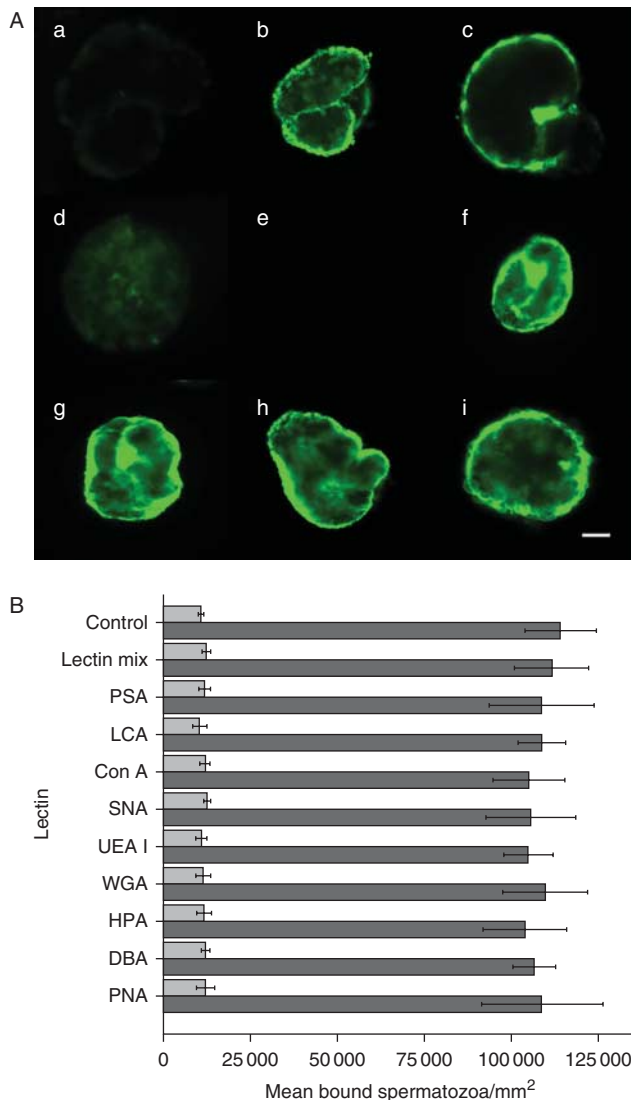 A
a b c
d e f
g h i
B
Control
Lectin mix
PSA
LCA
Con A
SNA
UEA I
WGA
HPA
DBA
PNA
Lectin
0 25 000 50 000 75 000 100 000 125 000
Mean bound spermatozoa/mm²